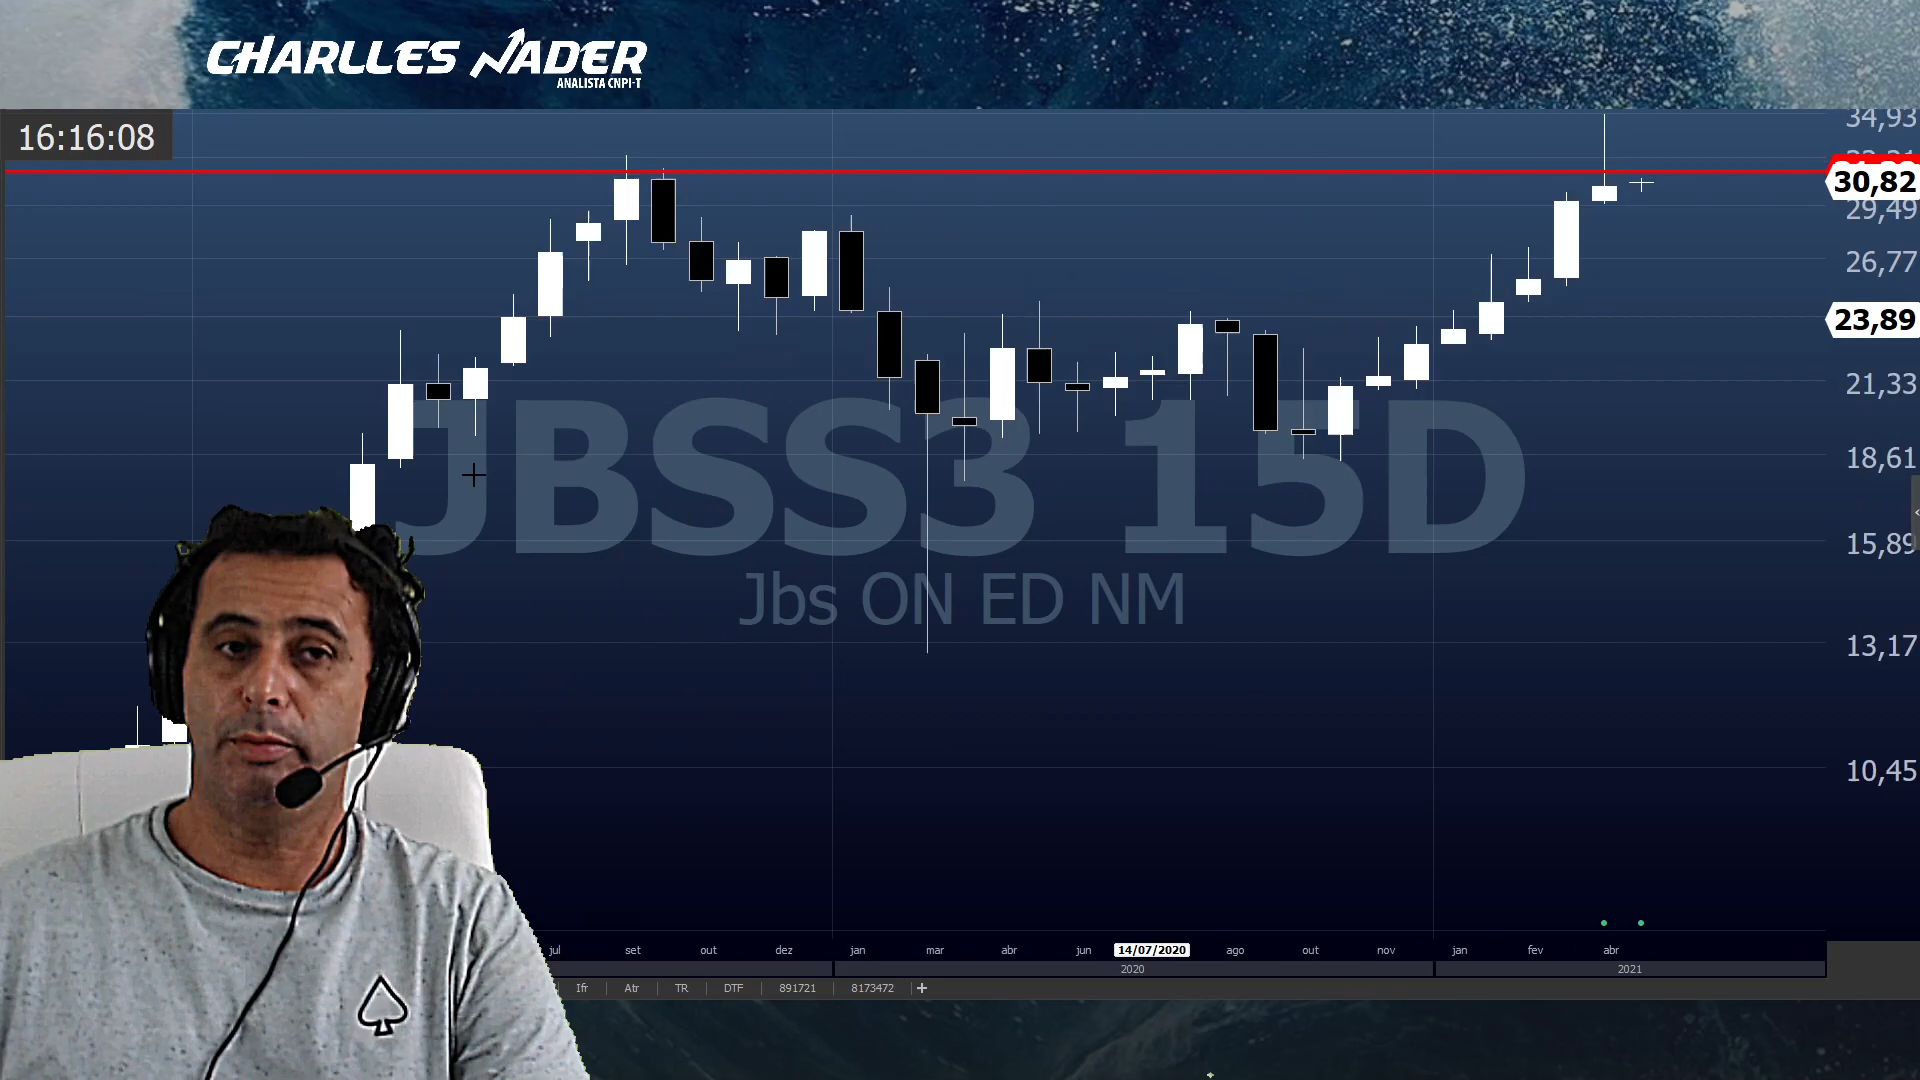 CHARLLES NADER
ANALISTA CNPI-T
16:16:08
34,93
30,82
29,49
26,77
23,89
21,33
JBSS3 15D
18,61
15,89
Jbs ON ED NM
13,17
10,45
jul set out dez jan mar abr jun 14/07/2020 ago out nov jan fev abr
2020 2021
Ifr Atr TR DTF 891721 8173472 +